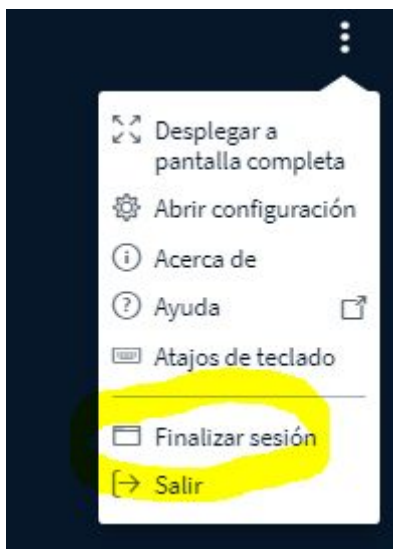 Desplegar a
pantalla completa
Abrir configuración
Acerca de
Ayuda
Atajos de teclado
Finalizar sesión
Salir